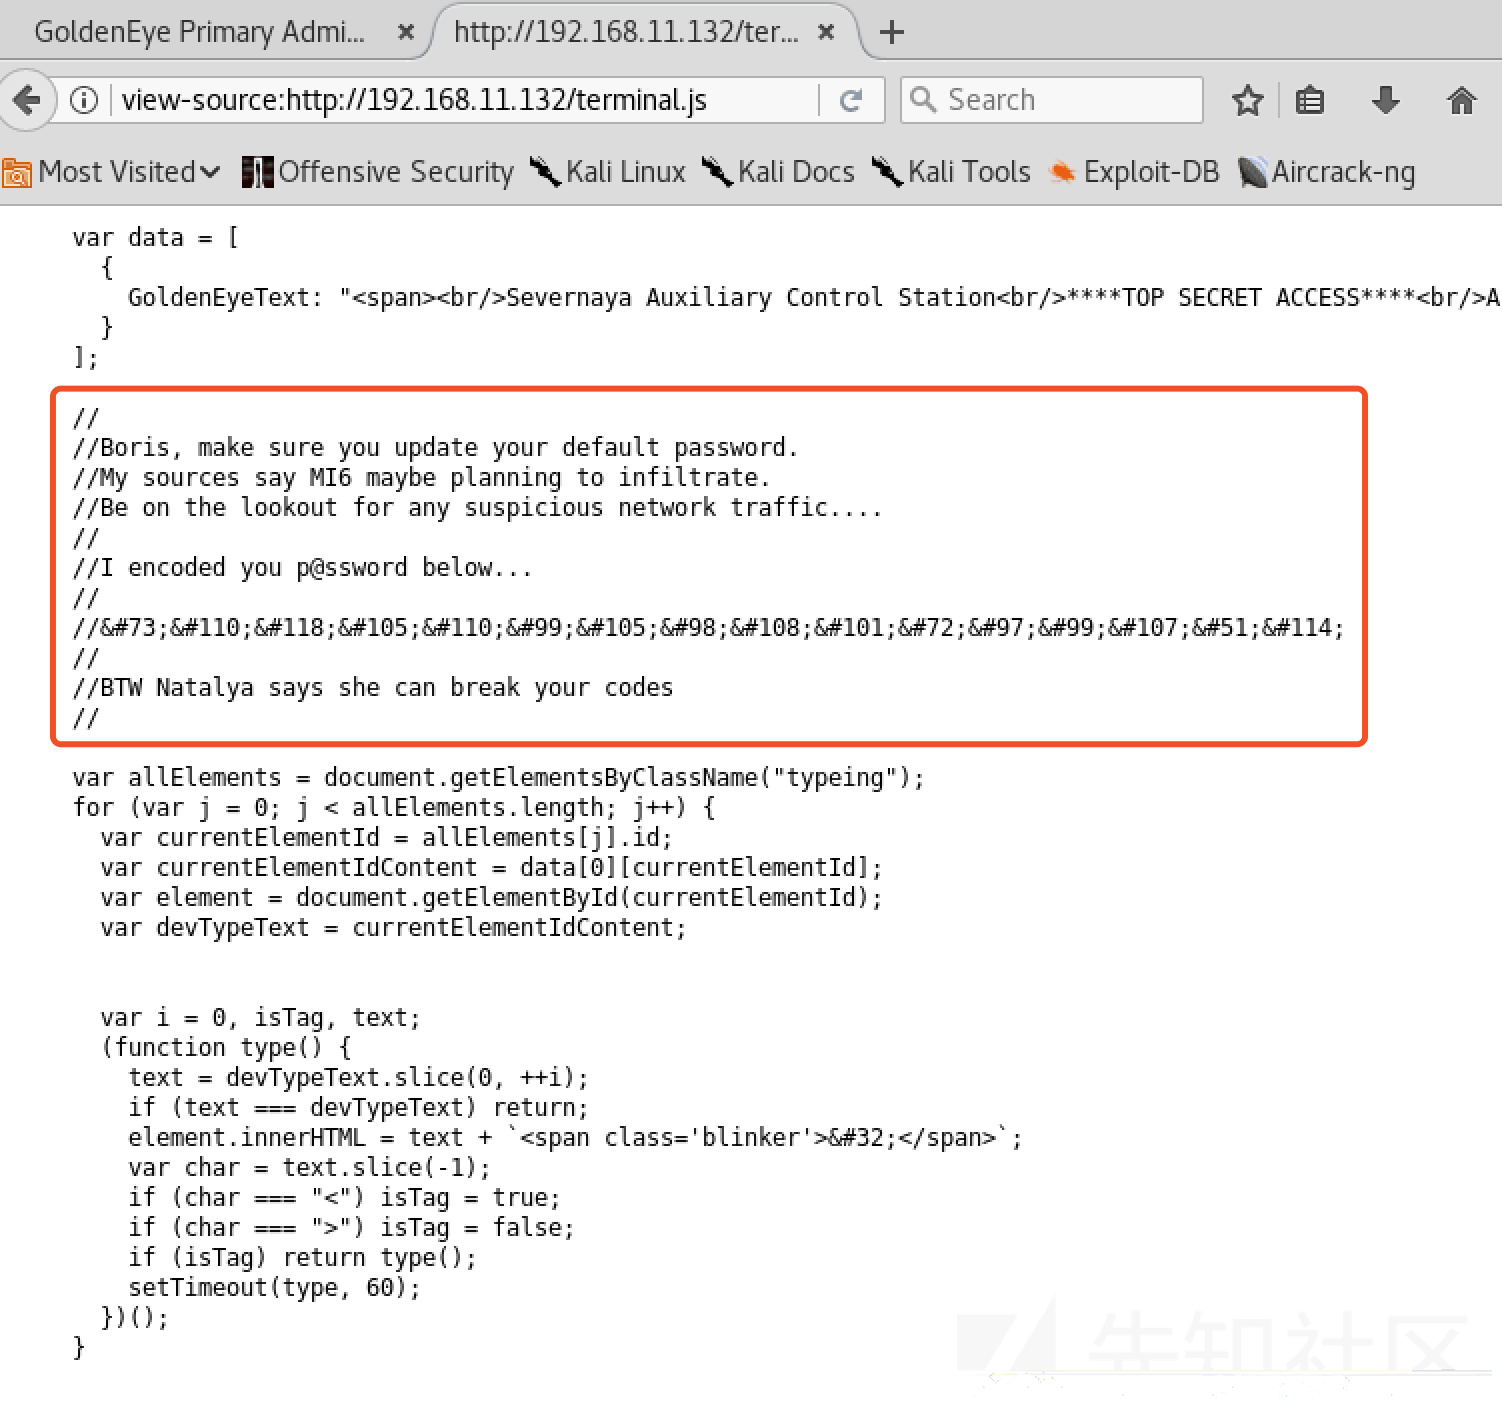 GoldenEye Primary Admi...
http://192.168.11.132/ter...
view-source:http://192.168.11.132/terminal.js
Search
Most Visited
Offensive Security
Kali Linux
Kali Docs
Kali Tools
Exploit-DB
Aircrack-ng
var data = [
  {
    GoldenEyeText: "<span><br/>Severnaya Auxiliary Control Station<br/>****TOP SECRET ACCESS****<br/>A
  }
];
//
//Boris, make sure you update your default password.
//My sources say MI6 maybe planning to infiltrate.
//Be on the lookout for any suspicious network traffic....
//
//I encoded you p@ssword below...
//
//&#73;&#110;&#118;&#105;&#110;&#99;&#105;&#98;&#108;&#101;&#72;&#97;&#99;&#107;&#51;&#114;
//
//BTW Natalya says she can break your codes
//
var allElements = document.getElementsByClassName("typeing");
for (var j = 0; j < allElements.length; j++) {
  var currentElementId = allElements[j].id;
  var currentElementIdContent = data[0][currentElementId];
  var element = document.getElementById(currentElementId);
  var devTypeText = currentElementIdContent;
  var i = 0, isTag, text;
  (function type() {
    text = devTypeText.slice(0, ++i);
    if (text === devTypeText) return;
    element.innerHTML = text + `<span class='blinker'>&#32;</span>`;
    var char = text.slice(-1);
    if (char === "<") isTag = true;
    if (char === ">") isTag = false;
    if (isTag) return type();
    setTimeout(type, 60);
  })();
}
先知社区